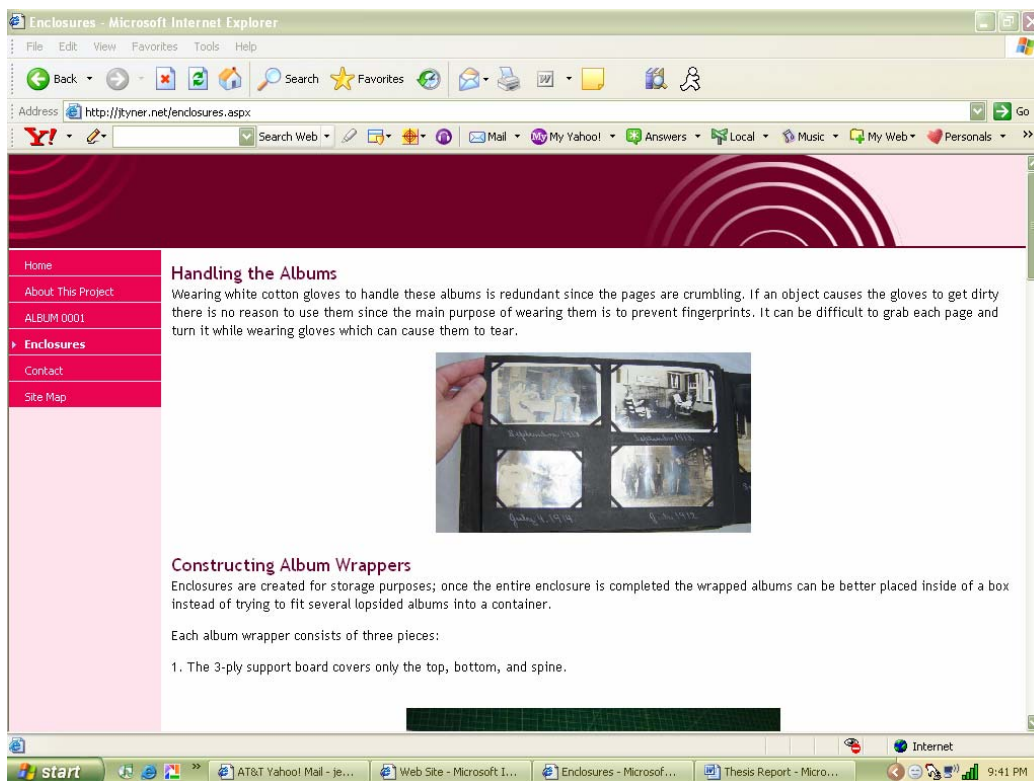 Enclosures - Microsoft Internet Explorer
File Edit View Favorites Tools Help
Back Search Favorites
Address http://jtyner.net/enclosures.aspx Go
Y! Search Web Mail My My Yahoo! Answers Local Music My Web Personals
Home
About This Project
ALBUM 0001
Enclosures
Contact
Site Map
Handling the Albums
Wearing white cotton gloves to handle these albums is redundant since the pages are crumbling. If an object causes the gloves to get dirty
there is no reason to use them since the main purpose of wearing them is to prevent fingerprints. It can be difficult to grab each page and
turn it while wearing gloves which can cause them to tear.
September
September 1912
July 4, 1914
1912
Constructing Album Wrappers
Enclosures are created for storage purposes; once the entire enclosure is completed the wrapped albums can be better placed inside of a box
instead of trying to fit several lopsided albums into a container.
Each album wrapper consists of three pieces:
1. The 3-ply support board covers only the top, bottom, and spine.
Internet
start AT&T Yahoo! Mail - je... Web Site - Microsoft I... Enclosures - Microsof... Thesis Report - Micro... 9:41 PM